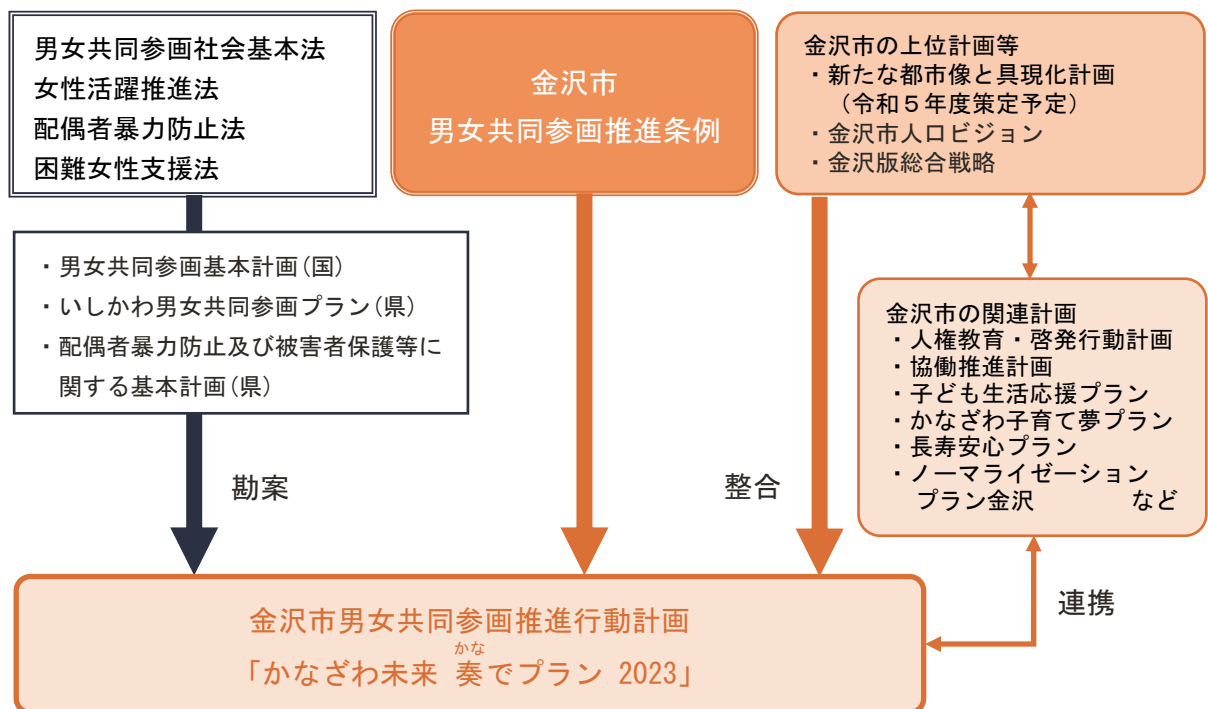 男女共同参画社会基本法
女性活躍推進法
配偶者暴力防止法
困難女性支援法
金沢市
男女共同参画推進条例
金沢市の上位計画等
・新たな都市像と具現化計画
（令和５年度策定予定）
・金沢市人口ビジョン
・金沢版総合戦略
・男女共同参画基本計画(国)
・いしかわ男女共同参画プラン(県)
・配偶者暴力防止及び被害者保護等に
関する基本計画(県)
金沢市の関連計画
・人権教育・啓発行動計画
・協働推進計画
・子ども生活応援プラン
・かなざわ子育て夢プラン
・長寿安心プラン
・ノーマライゼーション
プラン金沢 など
勘案
整合
連携
金沢市男女共同参画推進行動計画
かな
「かなざわ未来 奏でプラン 2023」